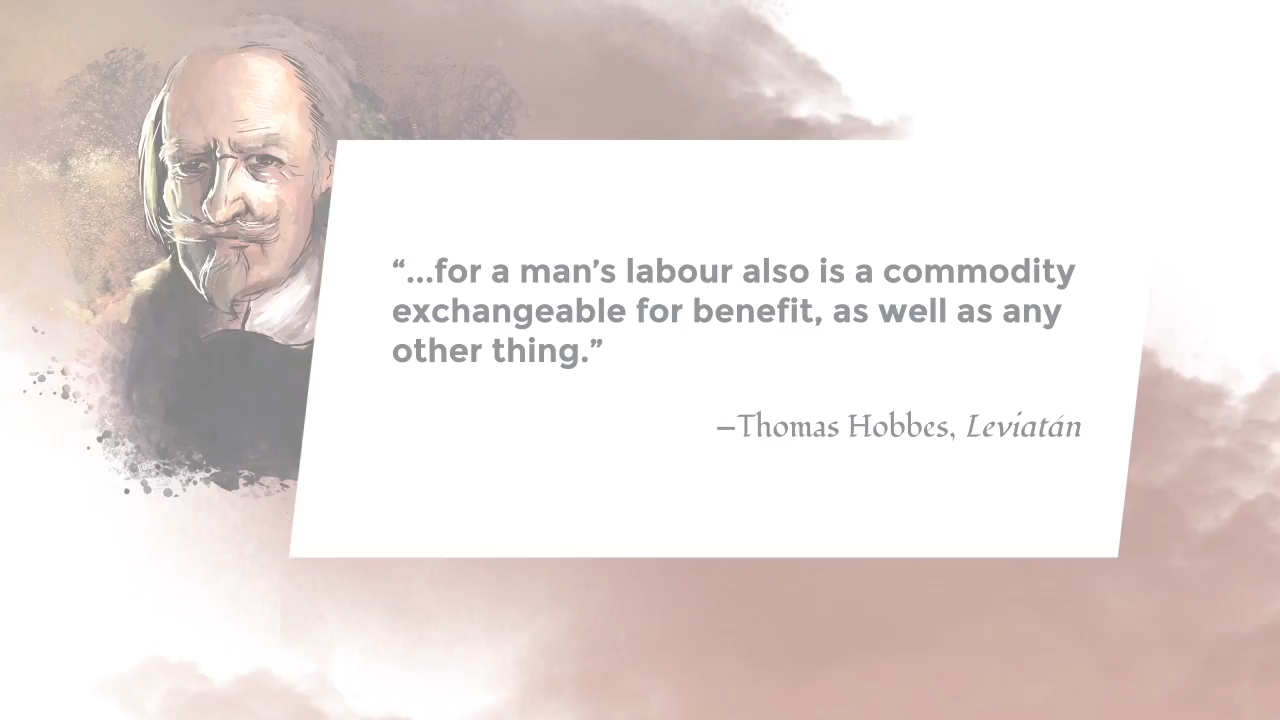 “...for a man’s labour also is a commodity
exchangeable for benefit, as well as any
other thing.”
–Thomas Hobbes, Leviatán